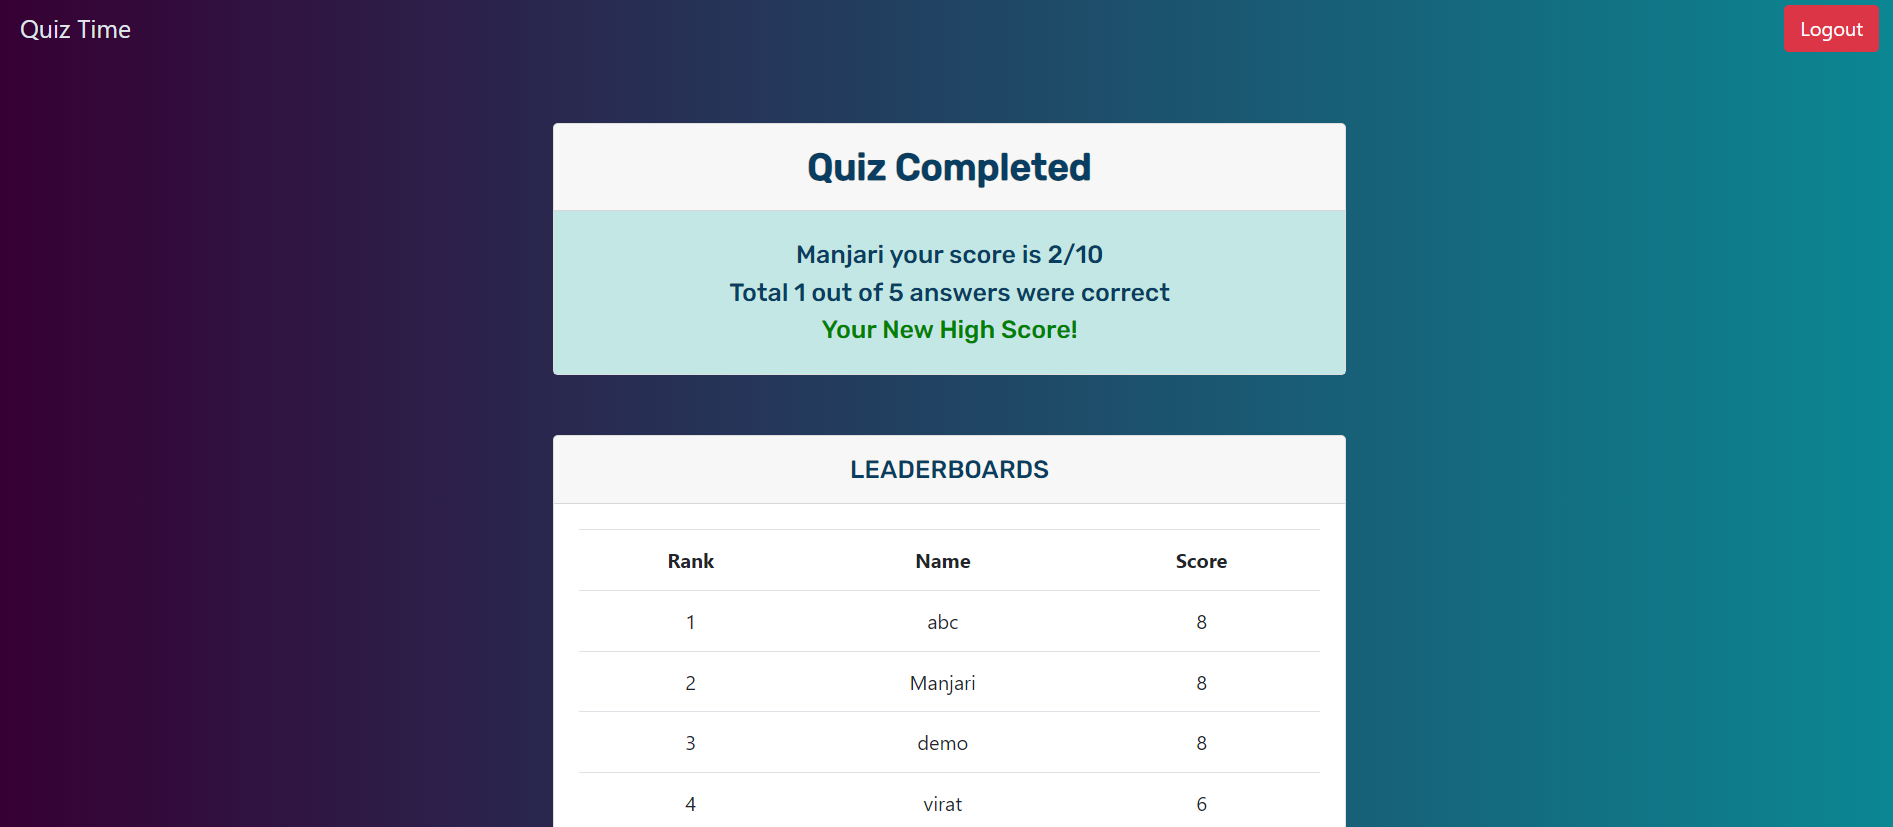 Quiz Time
Logout
Quiz Completed
Manjari your score is 2/10
Total 1 out of 5 answers were correct
Your New High Score!
LEADERBOARDS
Rank Name Score
1 abc 8
2 Manjari 8
3 demo 8
4 virat 6